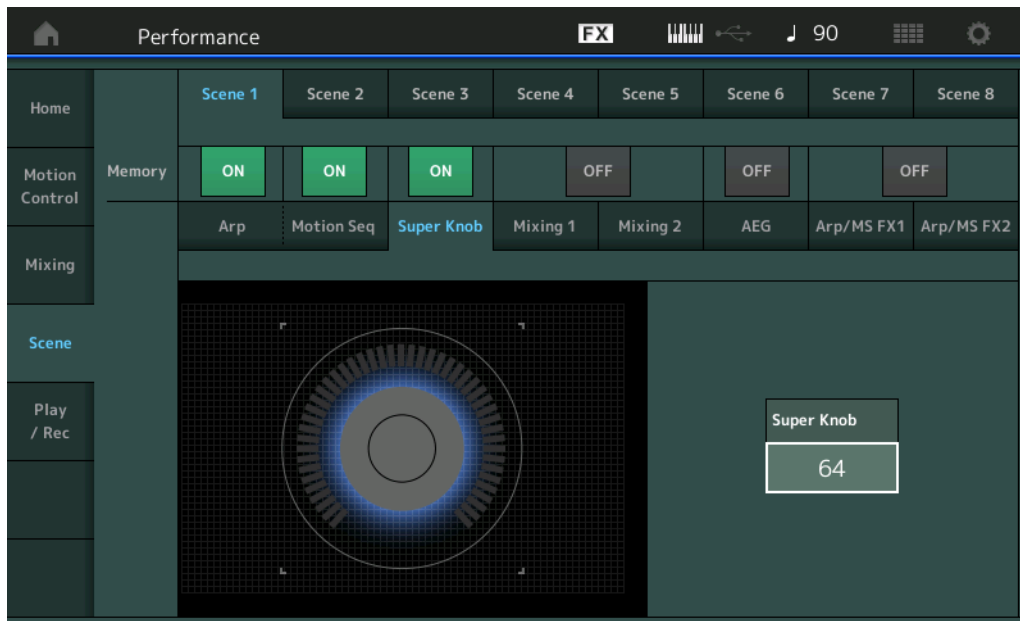 Performance FX 90
Home
Motion
Control
Mixing
Scene
Play
/ Rec
Scene 1 Scene 2 Scene 3 Scene 4 Scene 5 Scene 6 Scene 7 Scene 8
Memory ON ON ON OFF OFF OFF
Arp Motion Seq Super Knob Mixing 1 Mixing 2 AEG Arp/MS FX1 Arp/MS FX2
Super Knob
64